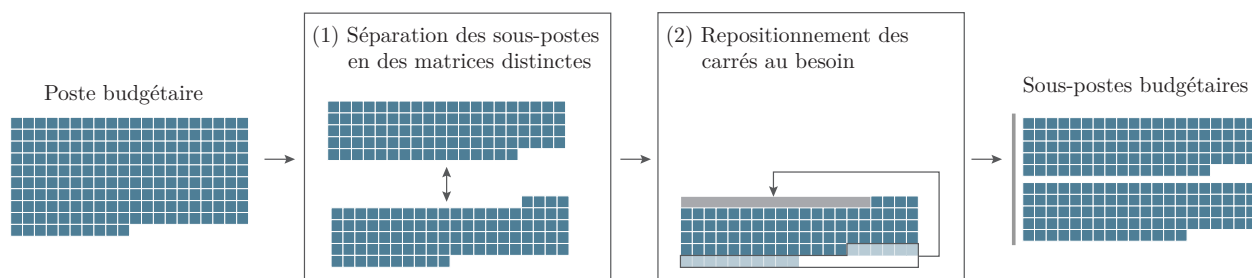 Poste budgétaire
(1) Séparation des sous-postes
en des matrices distinctes
(2) Repositionnement des
carrés au besoin
Sous-postes budgétaires